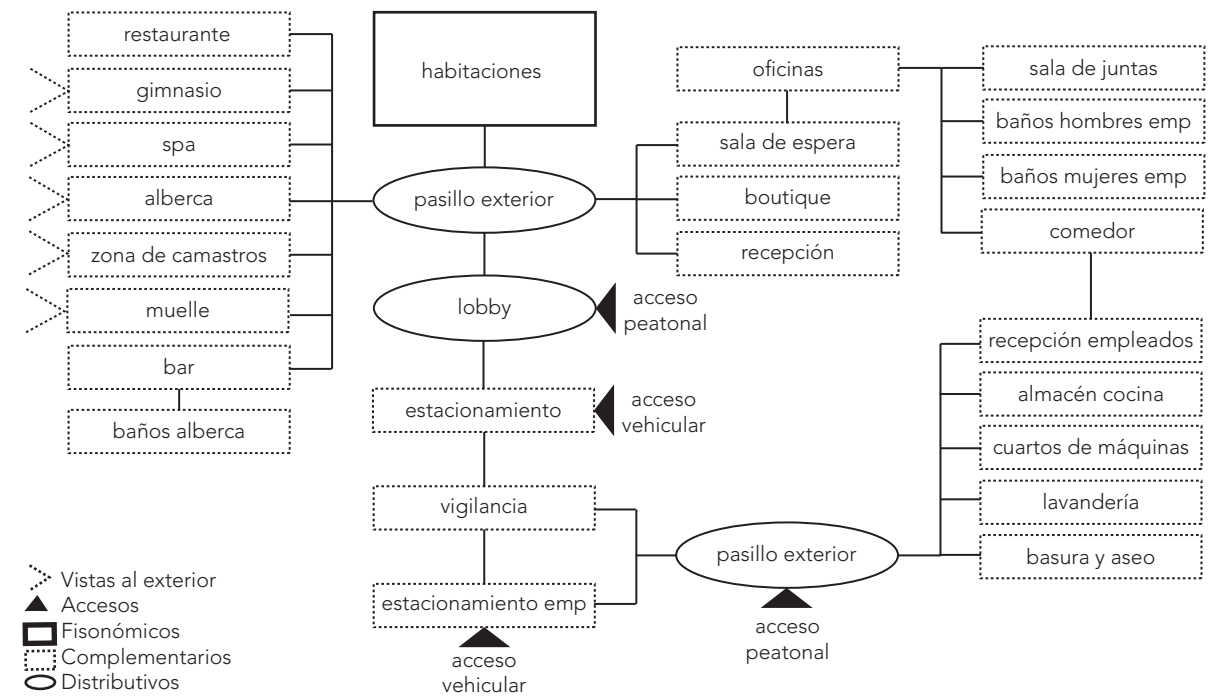 restaurante
gimnasio
spa
alberca
zona de camastros
muelle
bar
baños alberca
habitaciones
pasillo exterior
lobby
acceso
peatonal
estacionamiento
acceso
vehicular
vigilancia
estacionamiento emp
acceso
vehicular
oficinas
sala de espera
boutique
recepción
sala de juntas
baños hombres emp
baños mujeres emp
comedor
recepción empleados
almacén cocina
cuartos de máquinas
lavandería
basura y aseo
pasillo exterior
acceso
peatonal
Vistas al exterior
Accesos
Fisonómicos
Complementarios
Distributivos